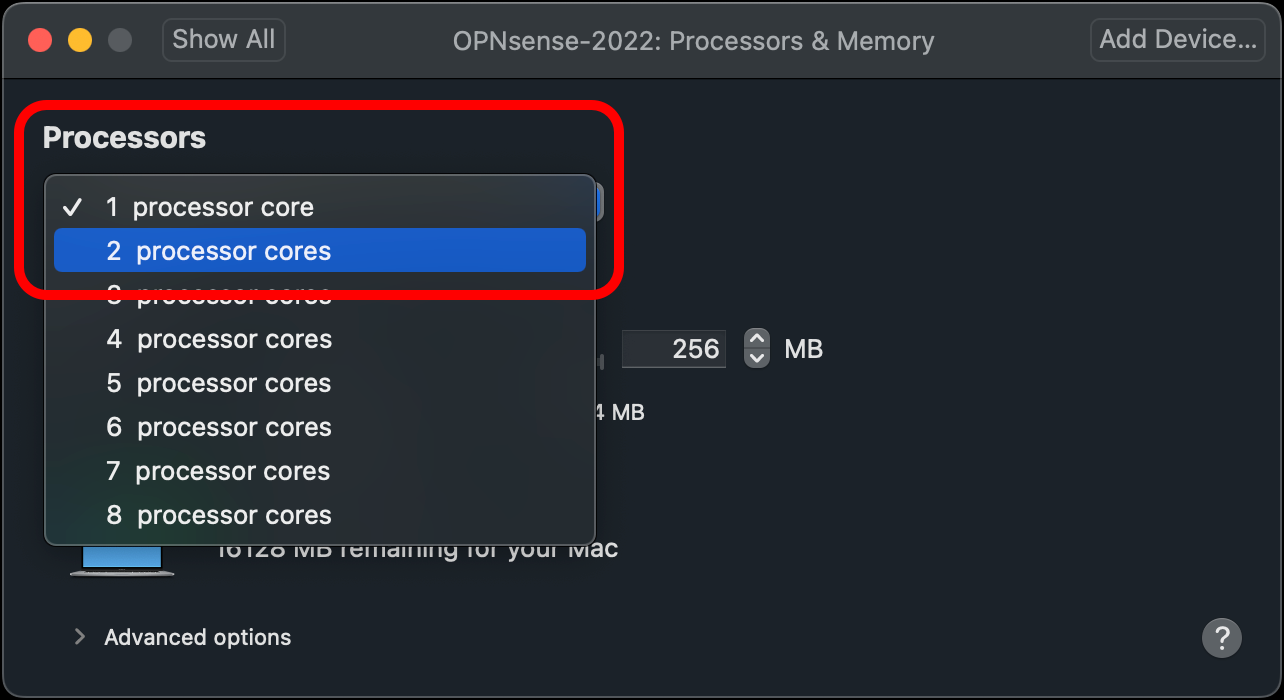 Show All
OPNsense-2022: Processors & Memory
Add Device...
Processors
✓ 1 processor core
2 processor cores
3 processor cores
4 processor cores
5 processor cores
6 processor cores
7 processor cores
8 processor cores
256 MB
4 MB
16128 MB remaining for your Mac
> Advanced options
?